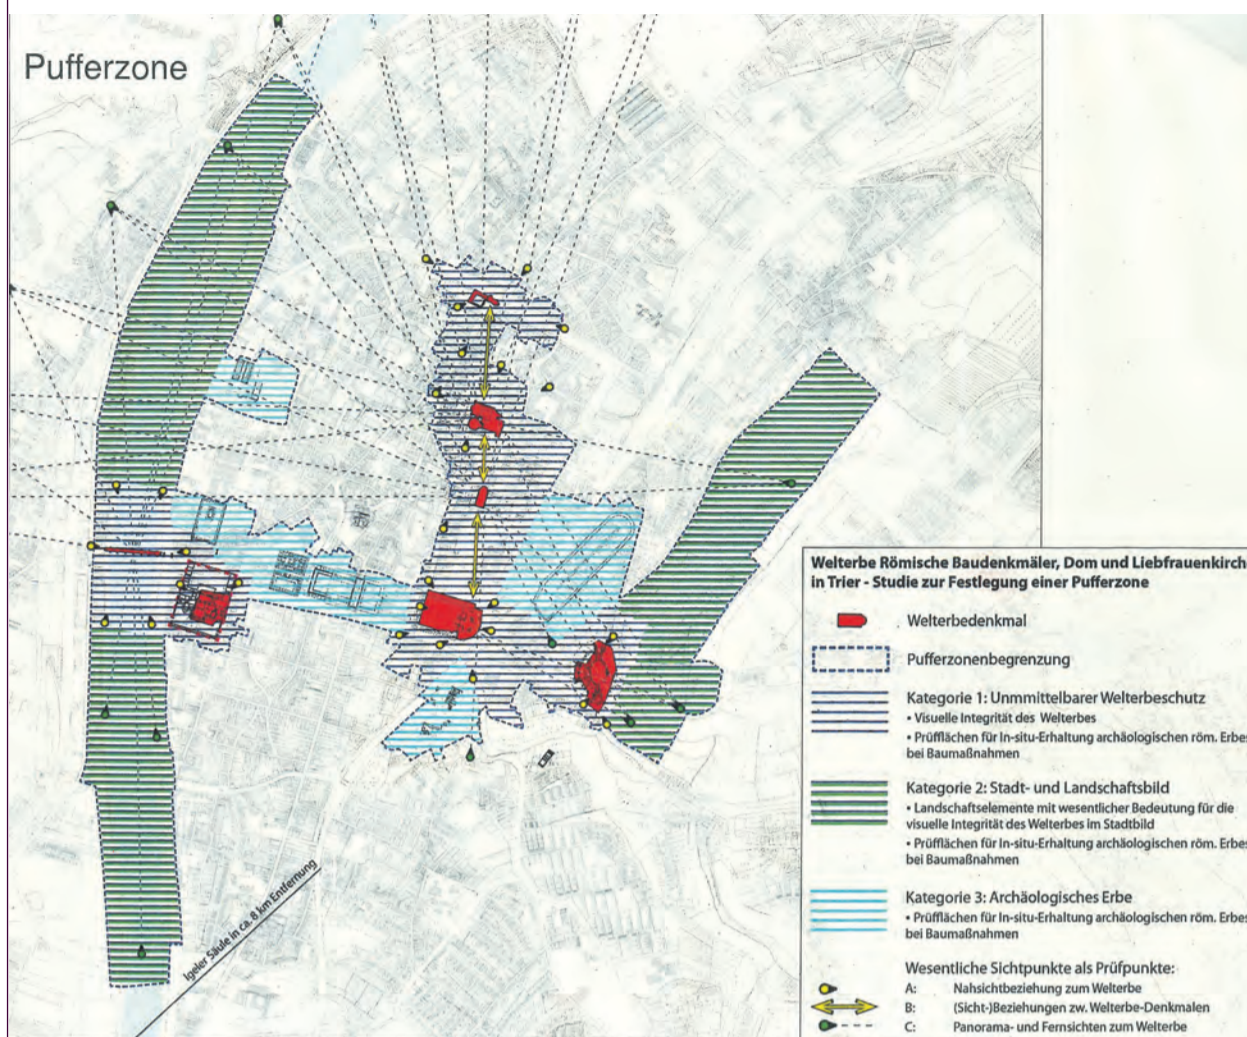 Pufferzone
Igeler Säule in ca. 8 km Entfernung
Welterbe Römische Baudenkmäler, Dom und Liebfrauenkirch
in Trier - Studie zur Festlegung einer Pufferzone
Welterbedenkmal
Pufferzonenbegrenzung
Kategorie 1: Unmmittelbarer Welterbeschutz
• Visuelle Integrität des Welterbes
• Prüfflächen für In-situ-Erhaltung archäologischen röm. Erbes
bei Baumaßnahmen
Kategorie 2: Stadt- und Landschaftsbild
• Landschaftselemente mit wesentlicher Bedeutung für die
visuelle Integrität des Welterbes im Stadtbild
• Prüfflächen für In-situ-Erhaltung archäologischen röm. Erbes
bei Baumaßnahmen
Kategorie 3: Archäologisches Erbe
• Prüfflächen für In-situ-Erhaltung archäologischen röm. Erbes
bei Baumaßnahmen
Wesentliche Sichtpunkte als Prüfpunkte:
A: Nahsichtbeziehung zum Welterbe
B: (Sicht-)Beziehungen zw. Welterbe-Denkmalen
C: Panorama- und Fernsichten zum Welterbe